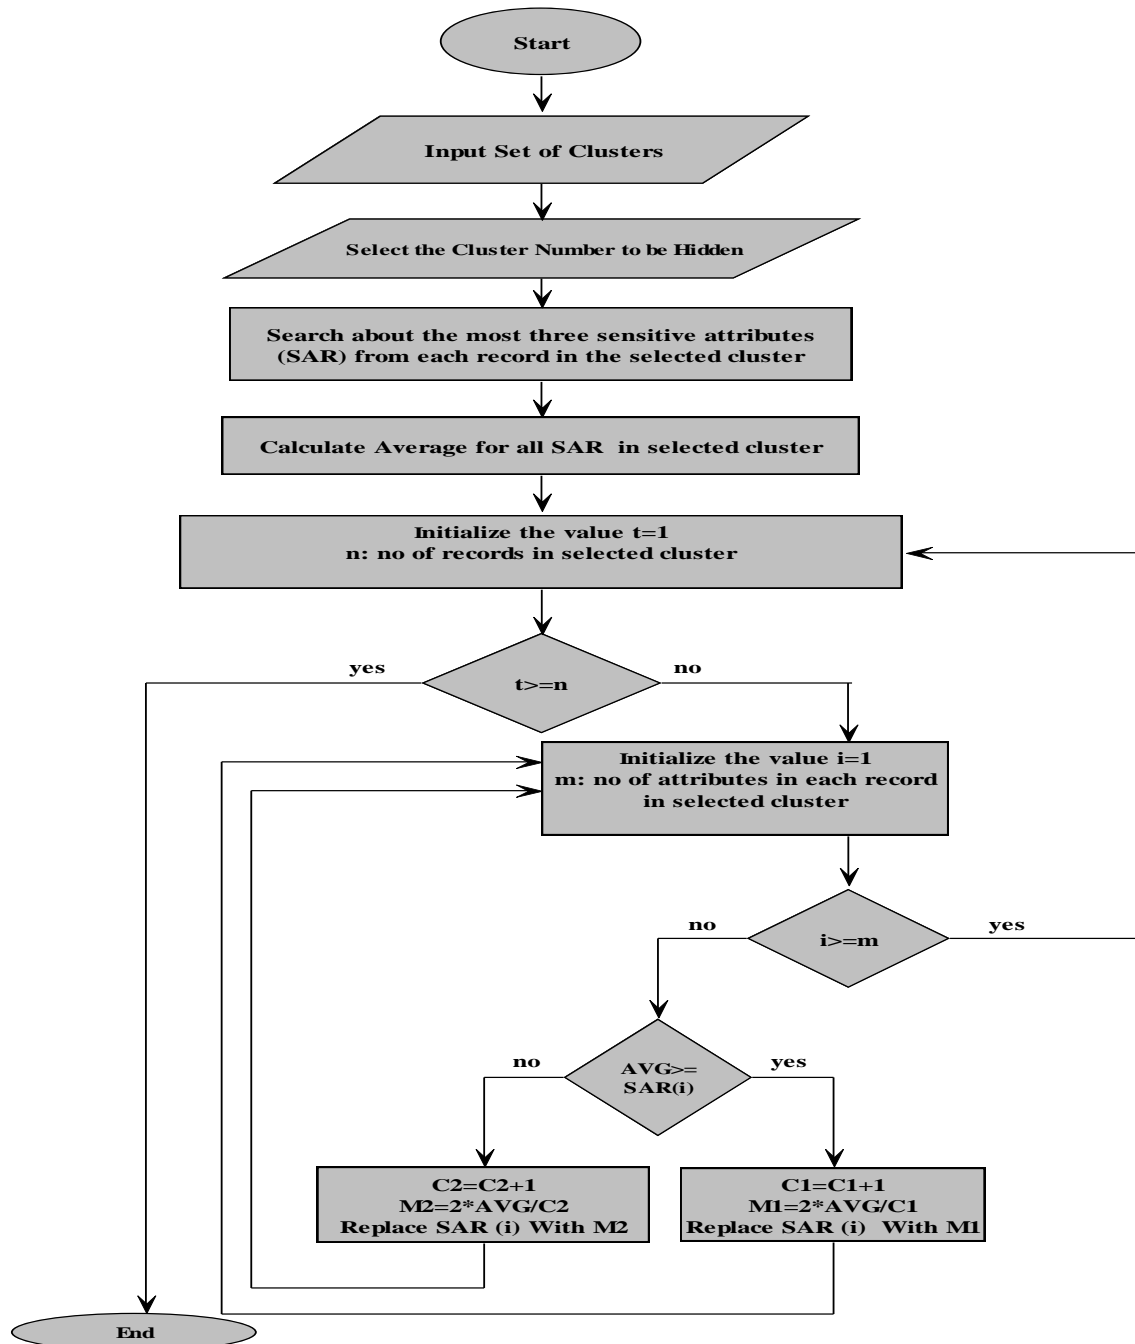 Start
Input Set of Clusters
Select the Cluster Number to be Hidden
Search about the most three sensitive attributes
(SAR) from each record in the selected cluster
Calculate Average for all SAR in selected cluster
Initialize the value t=1
n: no of records in selected cluster
yes
t>=n
no
Initialize the value i=1
m: no of attributes in each record
in selected cluster
no
i>=m
yes
no
AVG>=
SAR(i)
yes
C2=C2+1
M2=2*AVG/C2
Replace SAR (i) With M2
C1=C1+1
M1=2*AVG/C1
Replace SAR (i) With M1
End